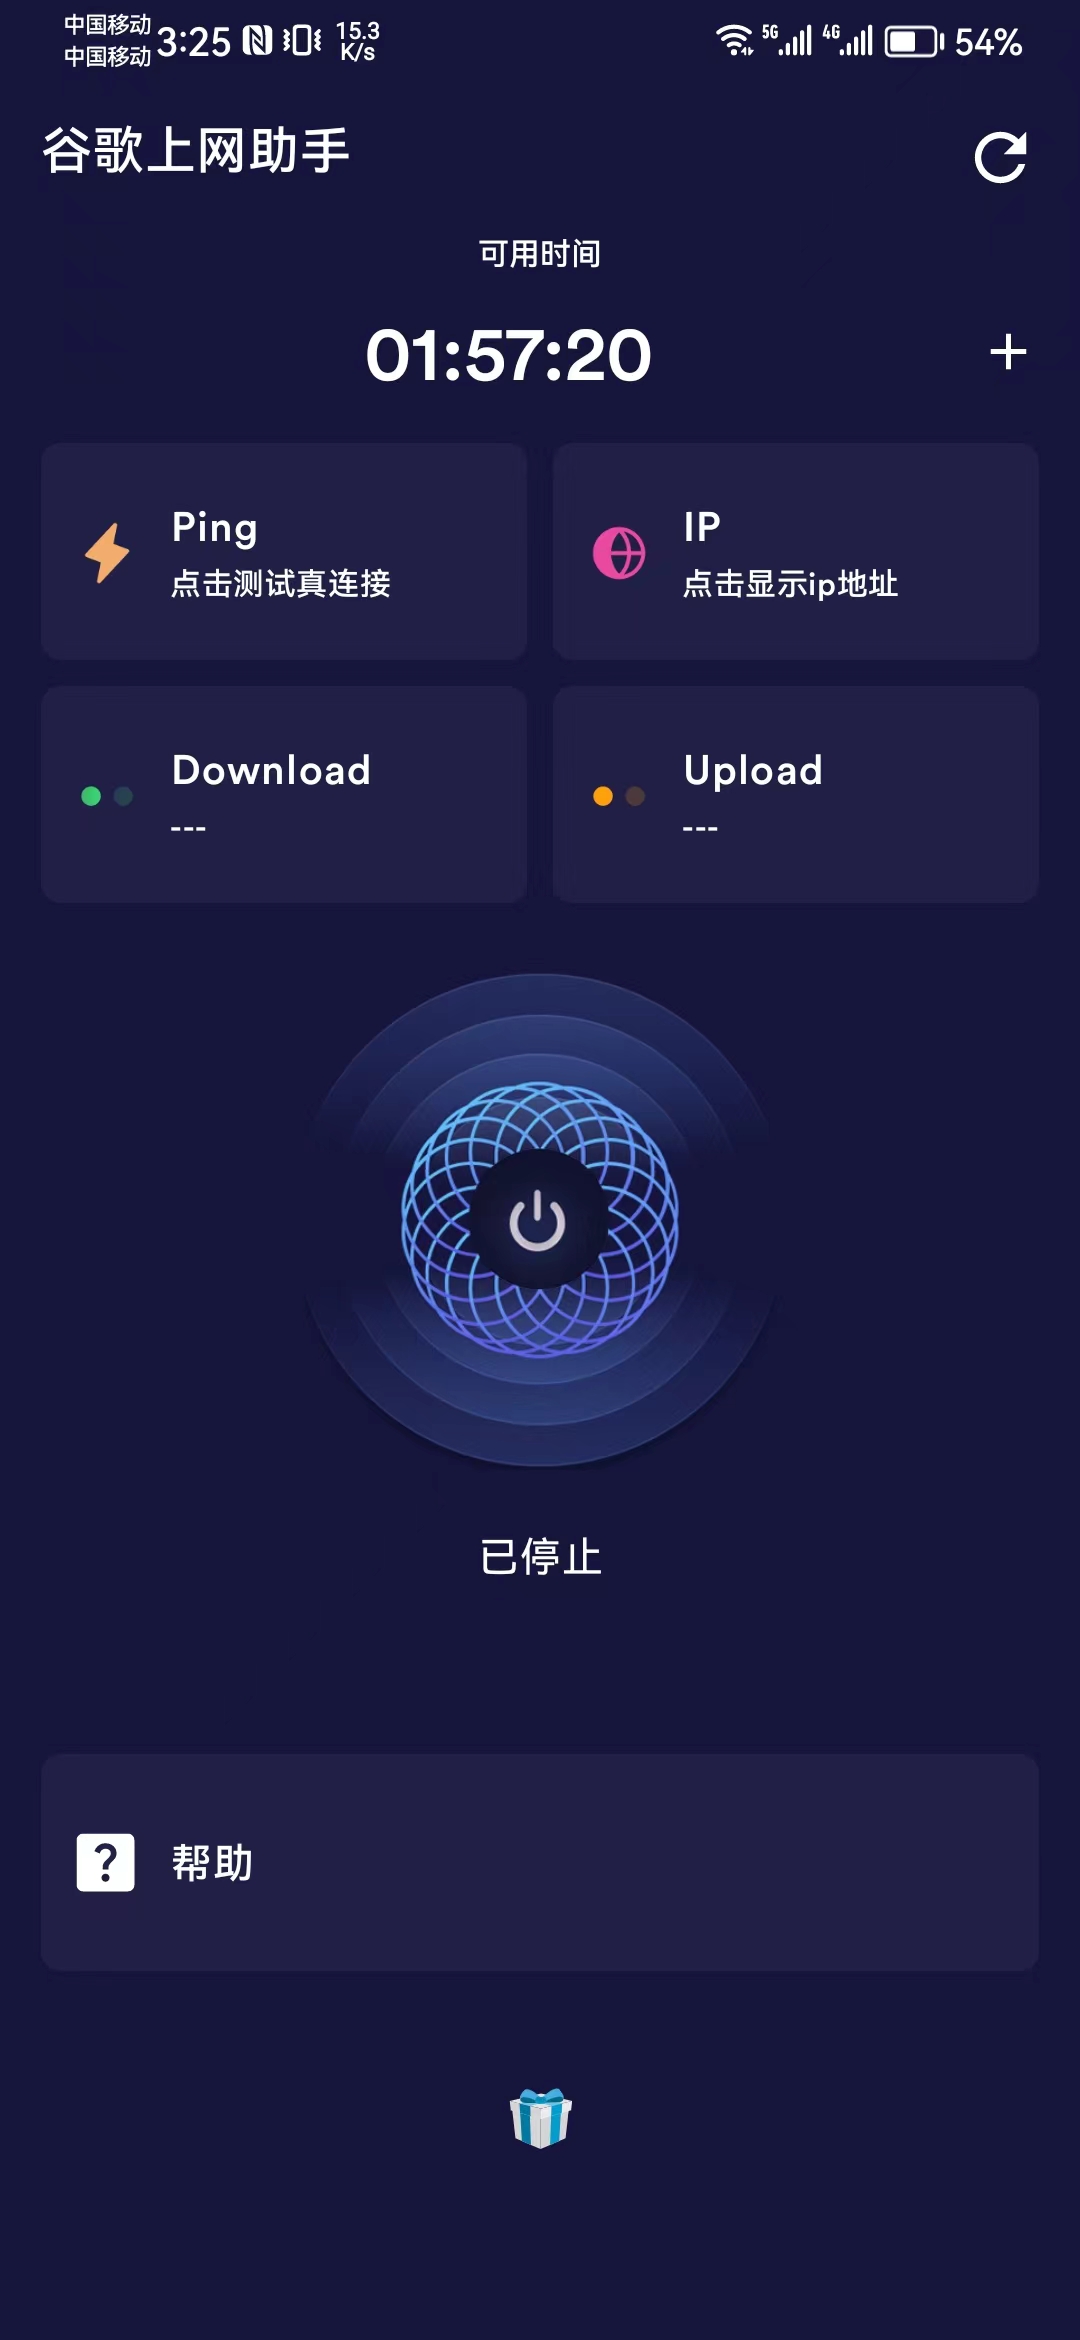 中国移动
中国移动
3:25
15.3
K/s
5G
4G
54%
谷歌上网助手
可用时间
01:57:20
+
Ping
点击测试真连接
IP
点击显示ip地址
Download
---
Upload
---
已停止
?
帮助